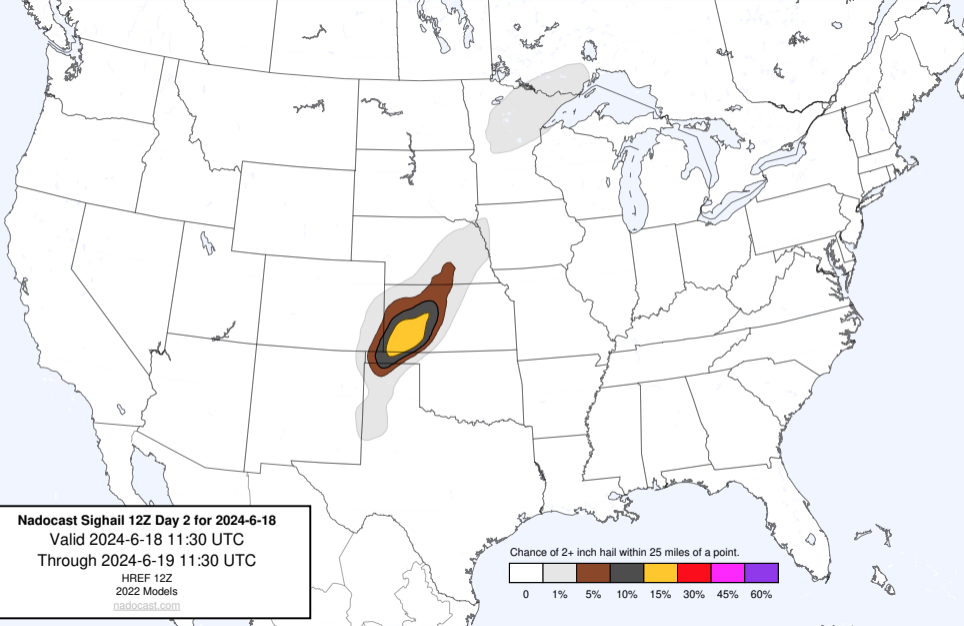 Nadocast Sighail 12Z Day 2 for 2024-6-18
Valid 2024-6-18 11:30 UTC
Through 2024-6-19 11:30 UTC
HREF 12Z
2022 Models
nadocast.com
Chance of 2+ inch hail within 25 miles of a point.
0 1% 5% 10% 15% 30% 45% 60%